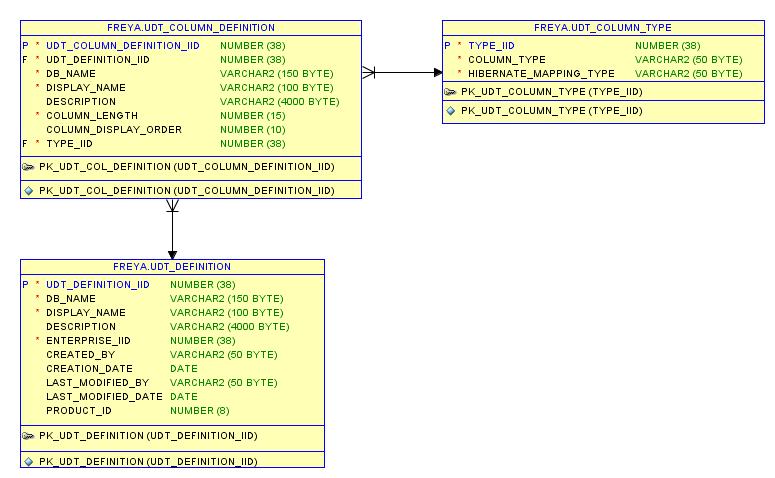 FREYA.UDT_COLUMN_DEFINITION
P * UDT_COLUMN_DEFINITION_IID NUMBER (38)
F * UDT_DEFINITION_IID NUMBER (38)
* DB_NAME VARCHAR2 (150 BYTE)
* DISPLAY_NAME VARCHAR2 (100 BYTE)
DESCRIPTION VARCHAR2 (4000 BYTE)
* COLUMN_LENGTH NUMBER (15)
COLUMN_DISPLAY_ORDER NUMBER (10)
F * TYPE_IID NUMBER (38)
PK_UDT_COL_DEFINITION (UDT_COLUMN_DEFINITION_IID)
PK_UDT_COL_DEFINITION (UDT_COLUMN_DEFINITION_IID)
FREYA.UDT_COLUMN_TYPE
P * TYPE_IID NUMBER (38)
* COLUMN_TYPE VARCHAR2 (50 BYTE)
* HIBERNATE_MAPPING_TYPE VARCHAR2 (50 BYTE)
PK_UDT_COLUMN_TYPE (TYPE_IID)
PK_UDT_COLUMN_TYPE (TYPE_IID)
FREYA.UDT_DEFINITION
P * UDT_DEFINITION_IID NUMBER (38)
* DB_NAME VARCHAR2 (150 BYTE)
* DISPLAY_NAME VARCHAR2 (100 BYTE)
DESCRIPTION VARCHAR2 (4000 BYTE)
* ENTERPRISE_IID NUMBER (38)
CREATED_BY VARCHAR2 (50 BYTE)
CREATION_DATE DATE
LAST_MODIFIED_BY VARCHAR2 (50 BYTE)
LAST_MODIFIED_DATE DATE
PRODUCT_ID NUMBER (8)
PK_UDT_DEFINITION (UDT_DEFINITION_IID)
PK_UDT_DEFINITION (UDT_DEFINITION_IID)